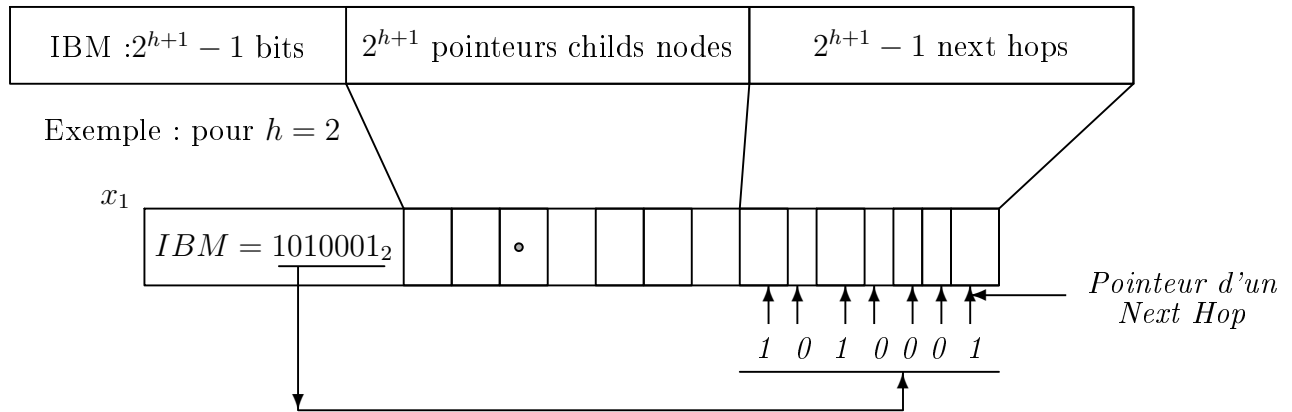 IBM :2^{h+1} − 1 bits 2^{h+1} pointeurs childs nodes 2^{h+1} − 1 next hops
Exemple : pour h = 2
x_1
IBM = 1010001_2
Pointeur d'un
Next Hop
1 0 1 0 0 0 1